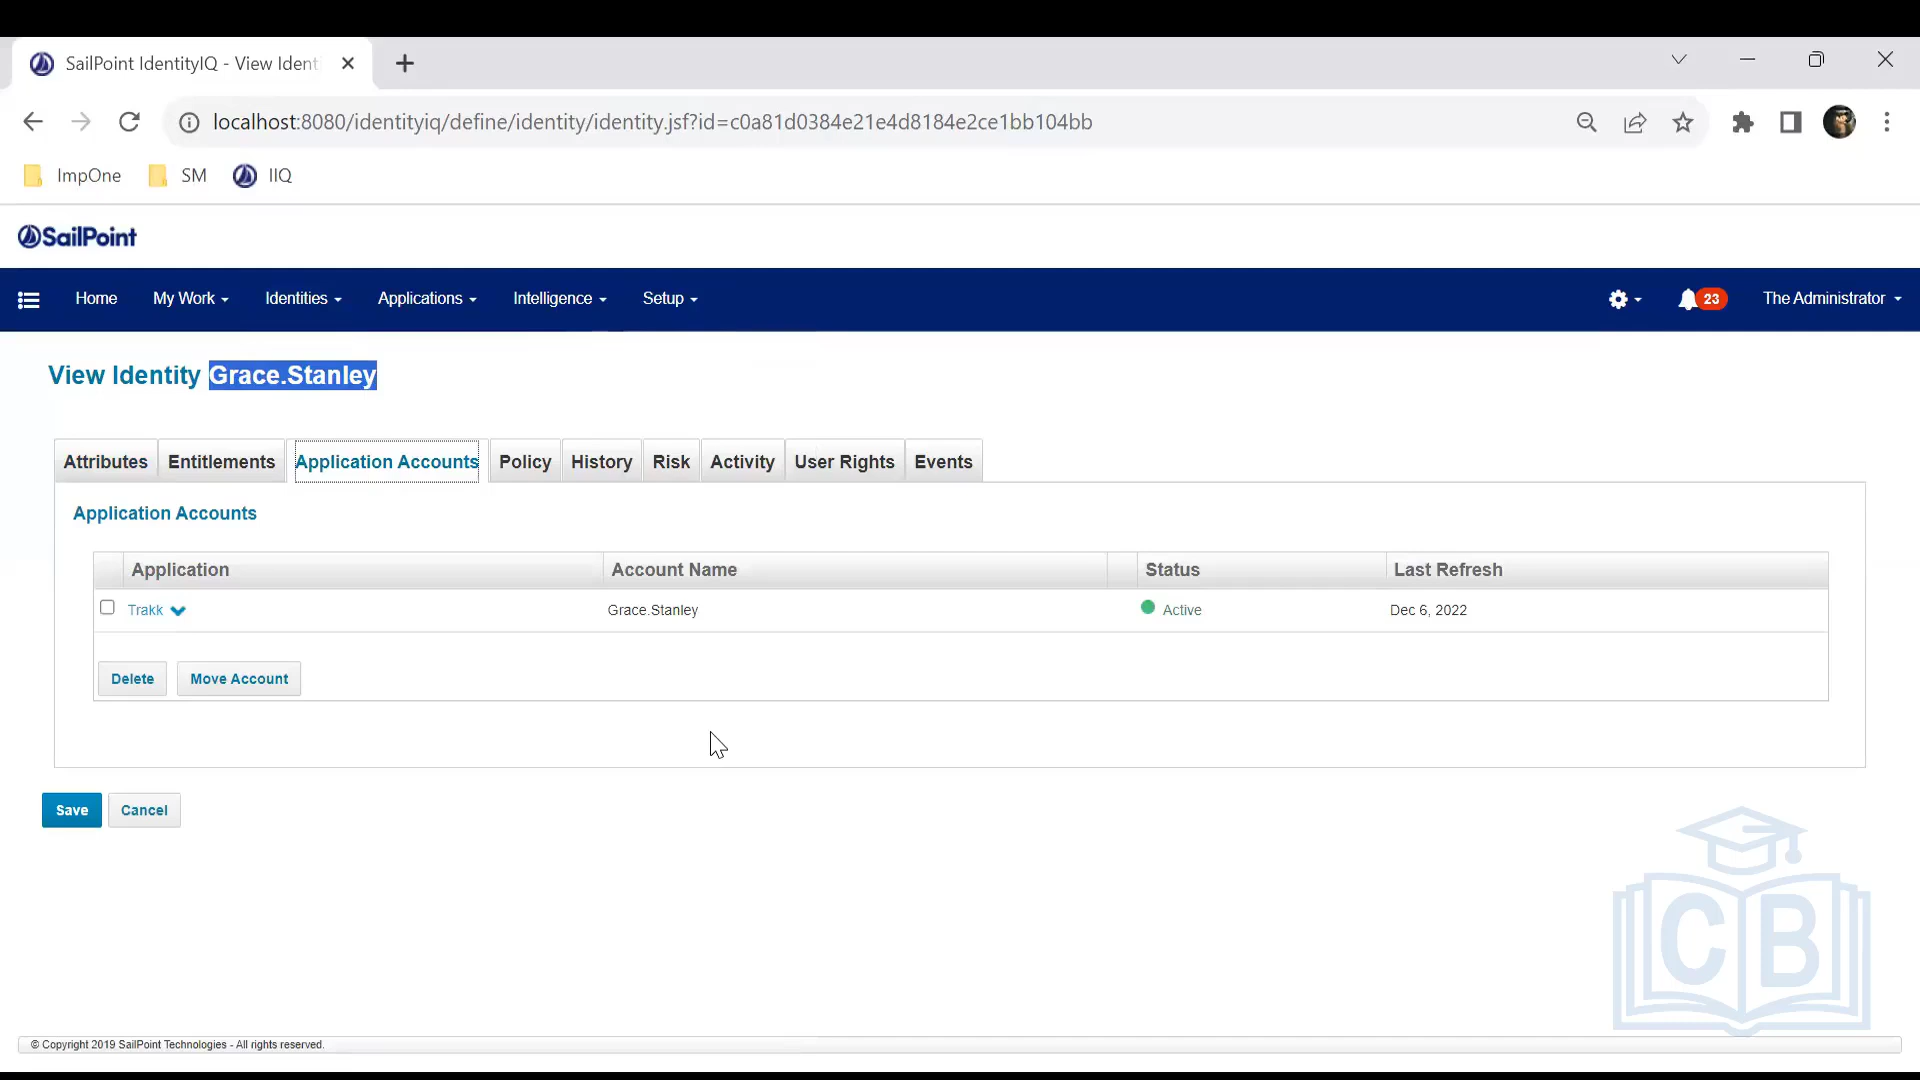 SailPoint IdentityIQ - View Ident
localhost:8080/identityiq/define/identity/identity.jsf?id=c0a81d0384e21e4d8184e2ce1bb104bb
ImpOne SM IIQ
SailPoint
Home My Work Identities Applications Intelligence Setup 23 The Administrator
View Identity Grace.Stanley
Attributes Entitlements Application Accounts Policy History Risk Activity User Rights Events
Application Accounts
Application Account Name Status Last Refresh
Trakk Grace.Stanley Active Dec 6, 2022
Delete Move Account
Save Cancel
CB
© Copyright 2019 SailPoint Technologies - All rights reserved.